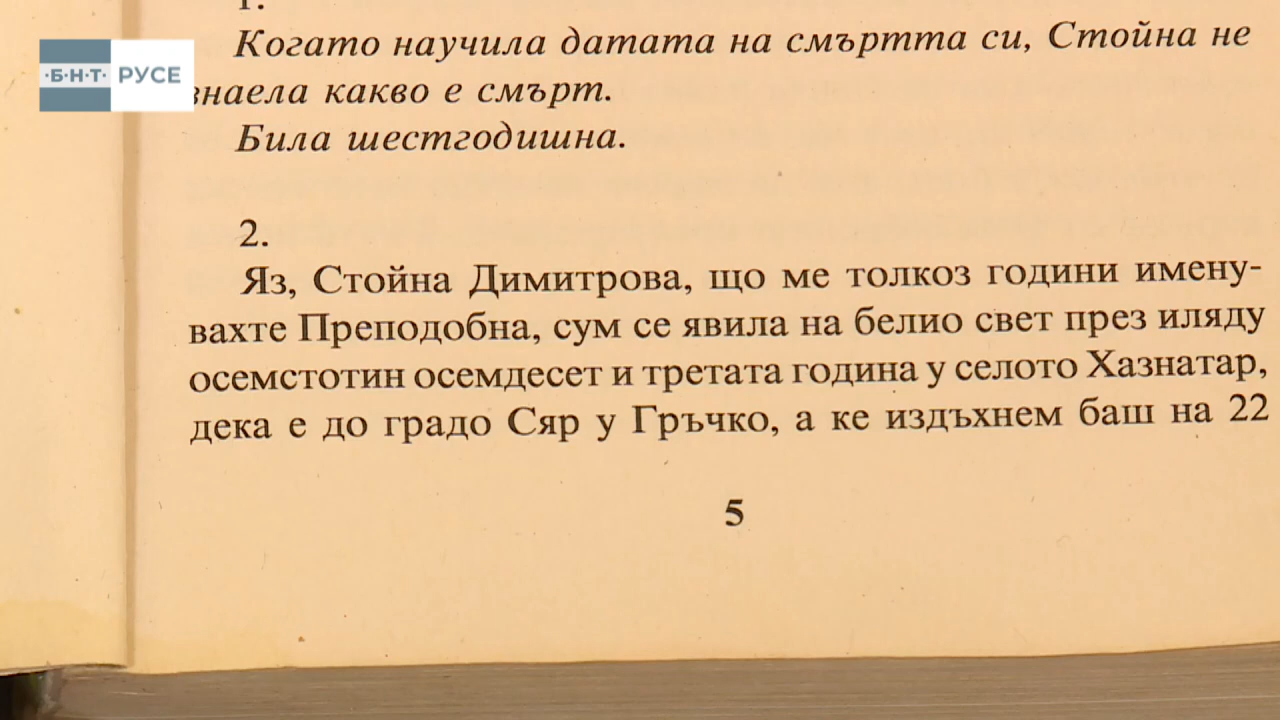 1.
Когато научила датата на смъртта си, Стойна не
·Б·Н·Т· РУСЕ
знаела какво е смърт.
Била шестгодишна.
2.
Яз, Стойна Димитрова, що ме толкоз години имену-
вахте Преподобна, сум се явила на белио свет през иляду
осемстотин осемдесет и третата година у селото Хазнатар,
дека е до градо Сяр у Гръчко, а ке издъхнем баш на 22
5